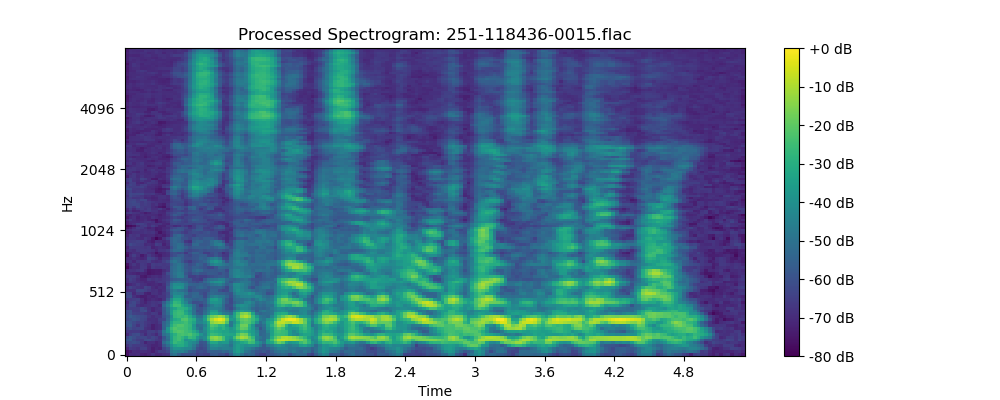 Processed Spectrogram: 251-118436-0015.flac
Hz
4096
2048
1024
512
0
0 0.6 1.2 1.8 2.4 3 3.6 4.2 4.8
Time
+0 dB
-10 dB
-20 dB
-30 dB
-40 dB
-50 dB
-60 dB
-70 dB
-80 dB